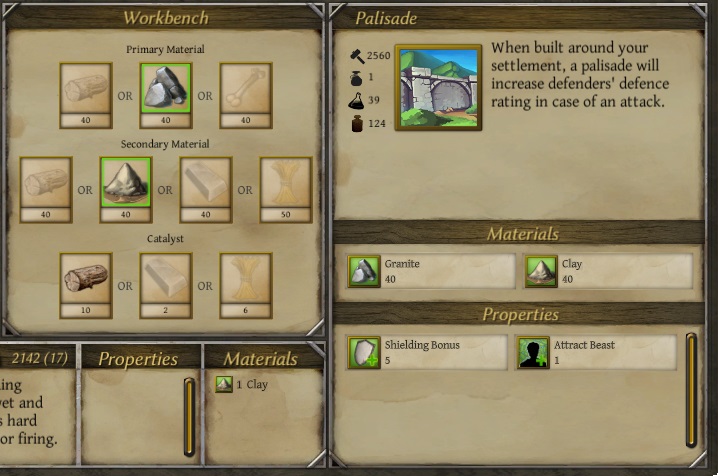 Workbench
Primary Material
OR
OR
40
40
40
Secondary Material
OR
OR
OR
40
40
40
50
Catalyst
OR
OR
10
2
6
2142 (17)
Properties
Materials
1 Clay
hard
or firing.
Palisade
2560
1
39
124
When built around your
settlement, a palisade will
increase defenders' defence
rating in case of an attack.
Materials
Granite
40
Clay
40
Properties
Shielding Bonus
5
Attract Beast
1